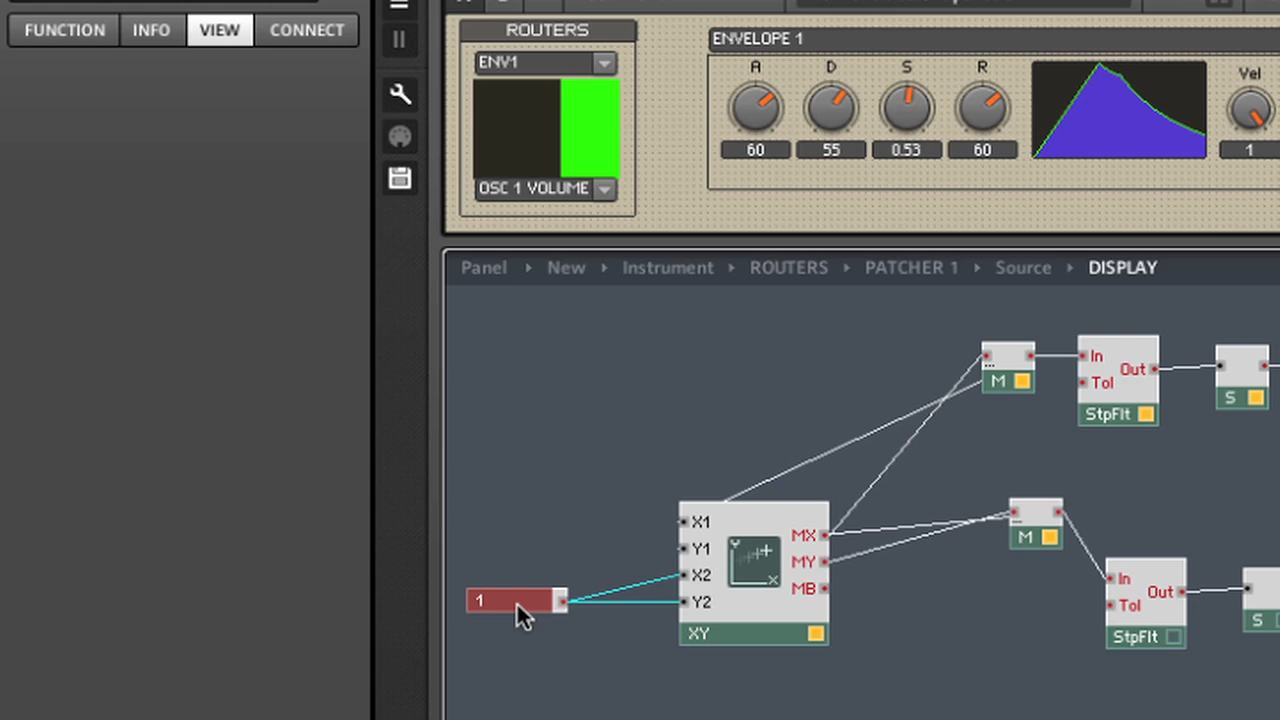 FUNCTION INFO VIEW CONNECT
ROUTERS
ENV1
OSC 1 VOLUME
ENVELOPE 1
A D S R Vel
60 55 0.53 60 1
Panel New Instrument ROUTERS PATCHER 1 Source DISPLAY
...
M
In
Out
Tol
StpFlt
S
1
X1
Y1
X2
Y2
MX
MY
MB
Y
X
XY
M
In
Out
Tol
StpFlt
S